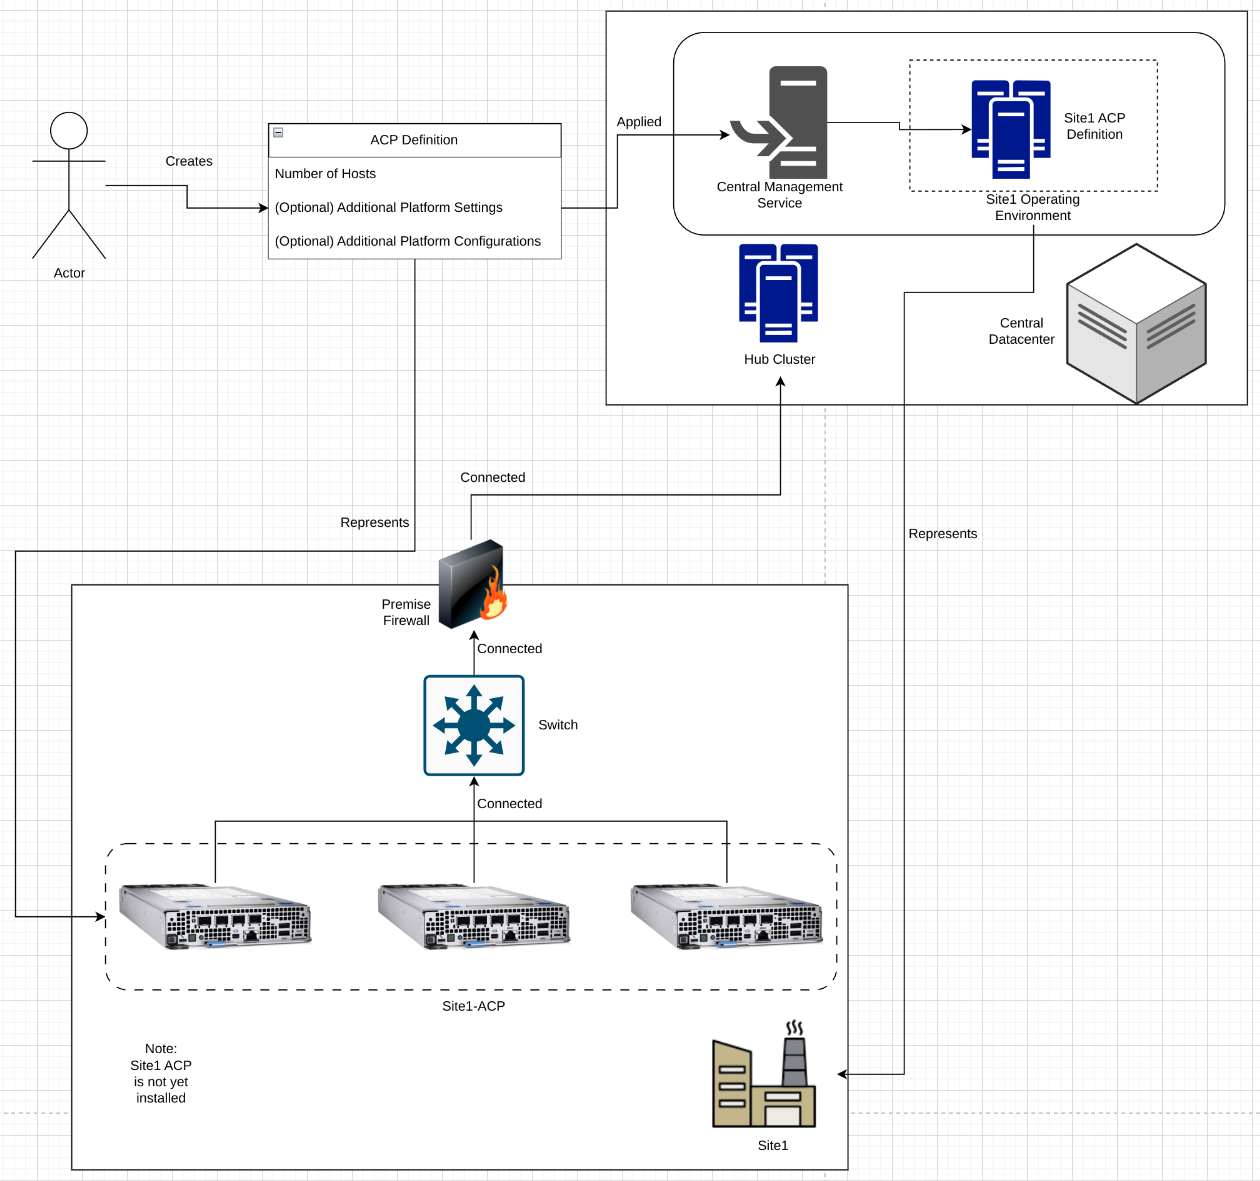 Creates
Actor
ACP Definition
Number of Hosts
(Optional) Additional Platform Settings
(Optional) Additional Platform Configurations
Applied
Central Management
Service
Site1 ACP
Definition
Site1 Operating
Environment
Hub Cluster
Central
Datacenter
Connected
Represents
Represents
Premise
Firewall
Connected
Switch
Connected
Site1-ACP
Note:
Site1 ACP
is not yet
installed
Site1